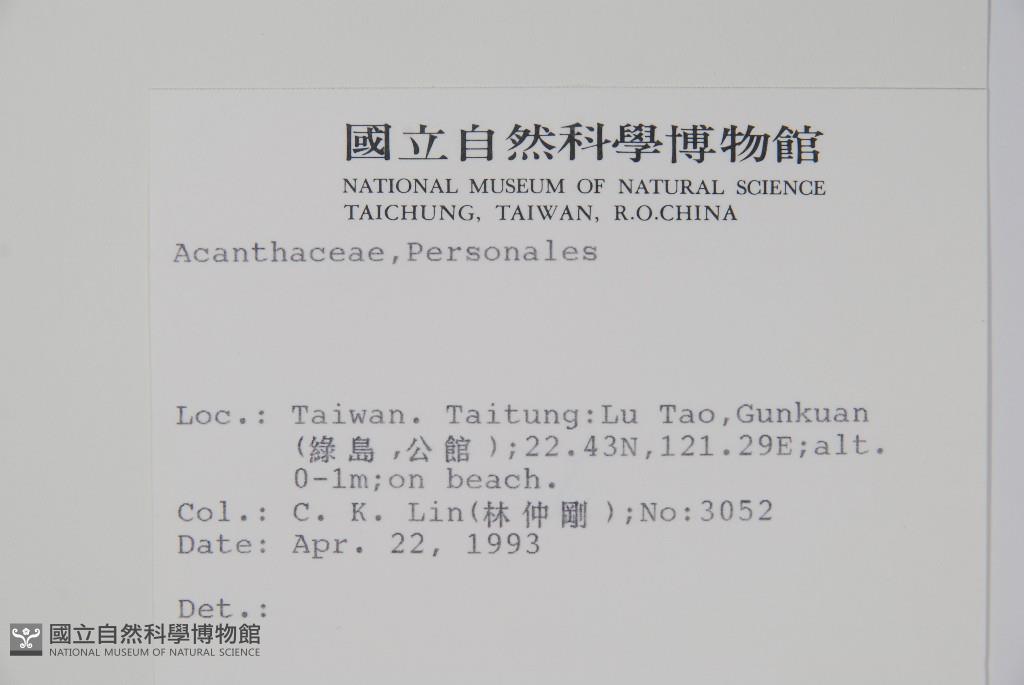 國立自然科學博物館
NATIONAL MUSEUM OF NATURAL SCIENCE
TAICHUNG, TAIWAN, R.O.CHINA
Acanthaceae,Personales
Loc.: Taiwan. Taitung:Lu Tao,Gunkuan
(綠島,公館);22.43N,121.29E;alt.
0-1m;on beach.
Col.: C. K. Lin(林仲剛);No:3052
Date: Apr. 22, 1993
Det.:
國立自然科學博物館
NATIONAL MUSEUM OF NATURAL SCIENCE